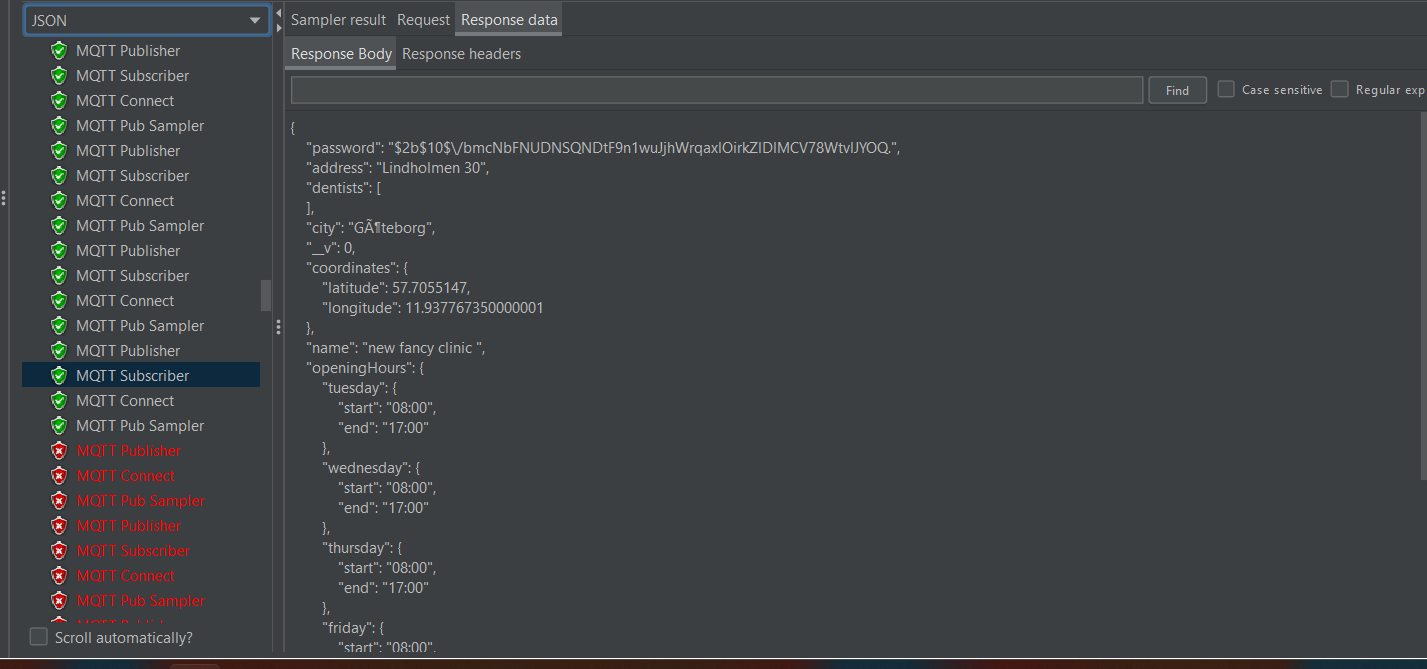 JSON
MQTT Publisher
MQTT Subscriber
MQTT Connect
MQTT Pub Sampler
MQTT Publisher
MQTT Subscriber
MQTT Connect
MQTT Pub Sampler
MQTT Publisher
MQTT Subscriber
MQTT Connect
MQTT Pub Sampler
MQTT Publisher
MQTT Subscriber
MQTT Connect
MQTT Pub Sampler
MQTT Publisher
MQTT Connect
MQTT Pub Sampler
MQTT Publisher
MQTT Subscriber
MQTT Connect
MQTT Pub Sampler
Scroll automatically?
Sampler result Request Response data
Response Body Response headers
Find Case sensitive Regular exp
{
"password": "$2b$10$\/bmcNbFNUDNSQNDtF9n1wuJjhWrqaxlOirkZIDIMCV78WtvIJYOQ.",
"address": "Lindholmen 30",
"dentists": [
],
"city": "GÃ¶teborg",
"__v": 0,
"coordinates": {
"latitude": 57.7055147,
"longitude": 11.937767350000001
},
"name": "new fancy clinic ",
"openingHours": {
"tuesday": {
"start": "08:00",
"end": "17:00"
},
"wednesday": {
"start": "08:00",
"end": "17:00"
},
"thursday": {
"start": "08:00",
"end": "17:00"
},
"friday": {
"start": "08:00",